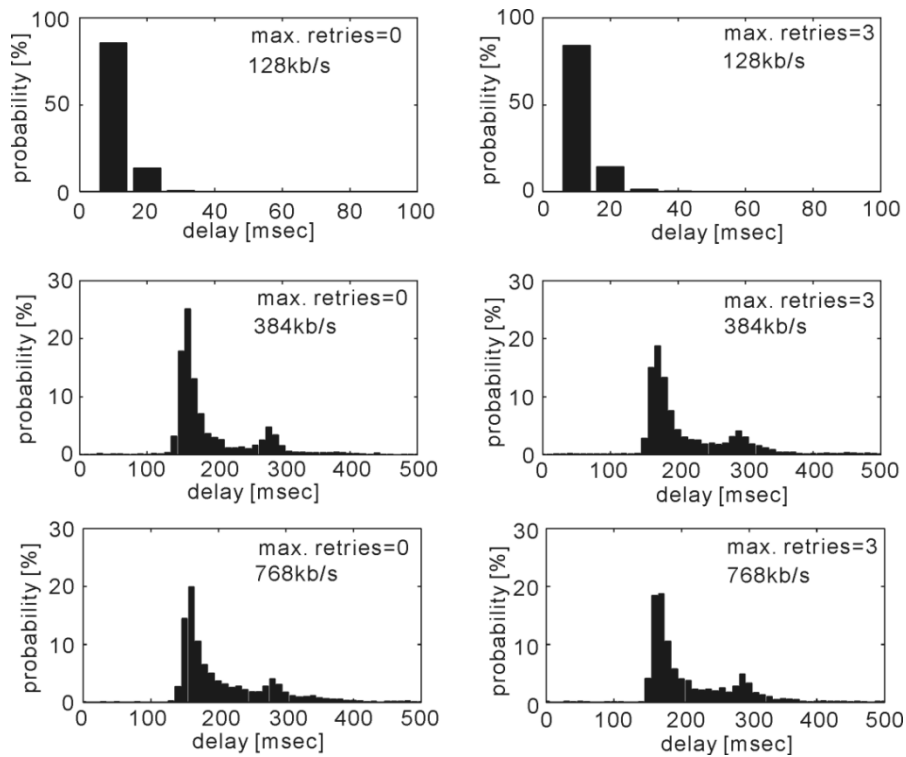 100
max. retries=0
128kb/s
probability [%]
50
0
0 20 40 60 80 100
delay [msec]
100
max. retries=3
128kb/s
probability [%]
50
0
0 20 40 60 80 100
delay [msec]
30
max. retries=0
384kb/s
probability [%]
20
10
0
0 100 200 300 400 500
delay [msec]
30
max. retries=3
384kb/s
probability [%]
20
10
0
0 100 200 300 400 500
delay [msec]
30
max. retries=0
768kb/s
probability [%]
20
10
0
0 100 200 300 400 500
delay [msec]
30
max. retries=3
768kb/s
probability [%]
20
10
0
0 100 200 300 400 500
delay [msec]